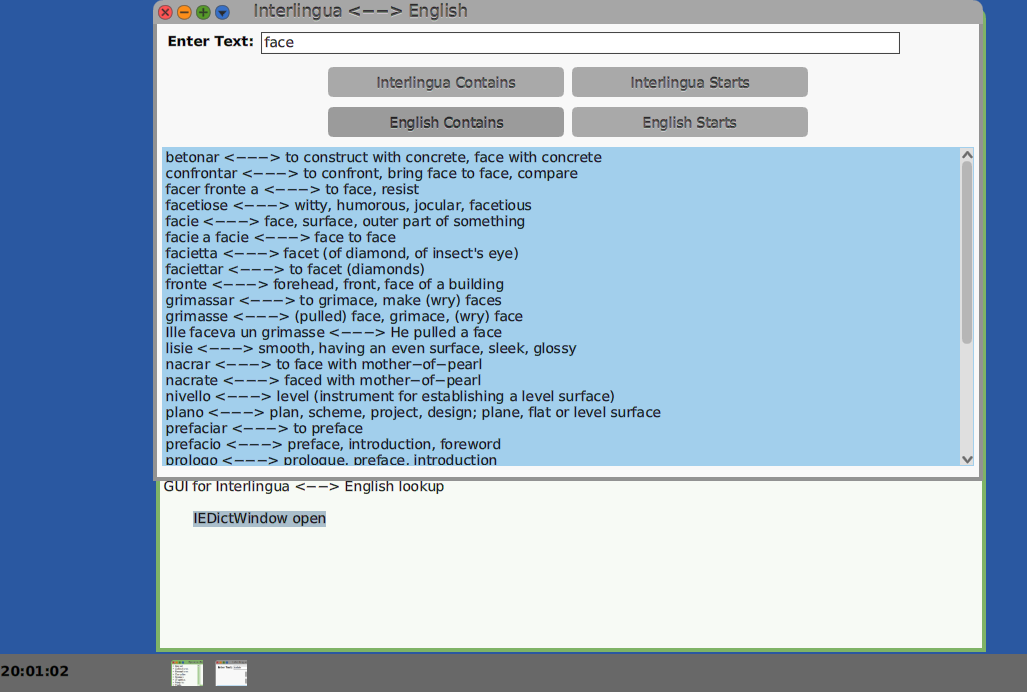 Interlingua <−−> English
Enter Text: face
Interlingua Contains Interlingua Starts
English Contains English Starts
betonar <−−−> to construct with concrete, face with concrete
confrontar <−−−> to confront, bring face to face, compare
facer fronte a <−−−> to face, resist
facetiose <−−−> witty, humorous, jocular, facetious
facie <−−−> face, surface, outer part of something
facie a facie <−−−> face to face
facietta <−−−> facet (of diamond, of insect's eye)
faciettar <−−−> to facet (diamonds)
fronte <−−−> forehead, front, face of a building
grimassar <−−−> to grimace, make (wry) faces
grimasse <−−−> (pulled) face, grimace, (wry) face
Ille faceva un grimasse <−−−> He pulled a face
lisie <−−−> smooth, having an even surface, sleek, glossy
nacrar <−−−> to face with mother−of−pearl
nacrate <−−−> faced with mother−of−pearl
nivello <−−−> level (instrument for establishing a level surface)
plano <−−−> plan, scheme, project, design; plane, flat or level surface
prefaciar <−−−> to preface
prefacio <−−−> preface, introduction, foreword
prologo <−−−> prologue, preface, introduction
GUI for Interlingua <−−> English lookup
IEDictWindow open
20:01:02